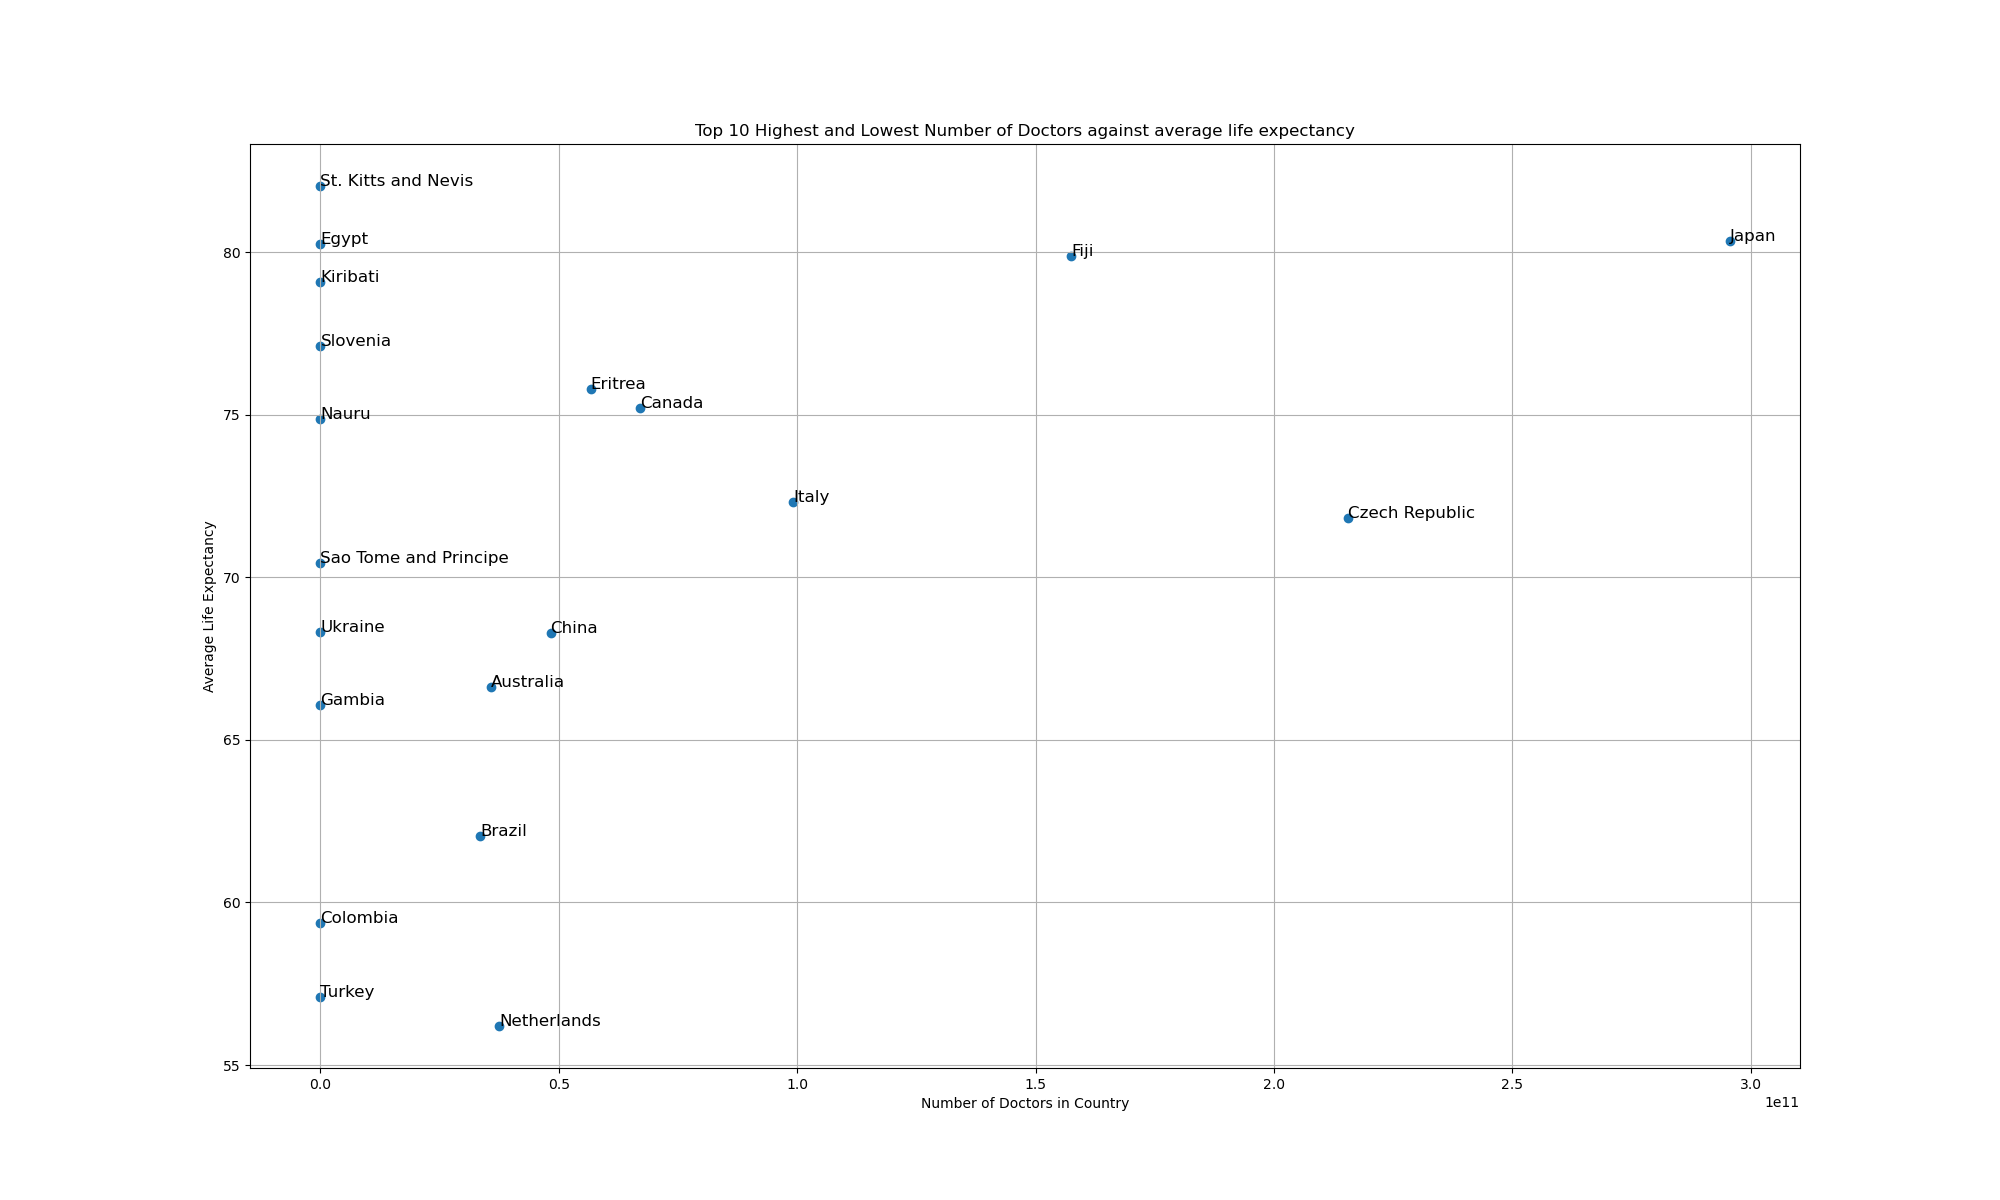 Top 10 Highest and Lowest Number of Doctors against average life expectancy
St. Kitts and Nevis
Egypt
Kiribati
Slovenia
Nauru
Sao Tome and Principe
Ukraine
Gambia
Colombia
Turkey
Netherlands
Brazil
Australia
China
Eritrea
Canada
Italy
Fiji
Czech Republic
Japan
Average Life Expectancy
80
75
70
65
60
55
0.0 0.5 1.0 1.5 2.0 2.5 3.0
1e11
Number of Doctors in Country